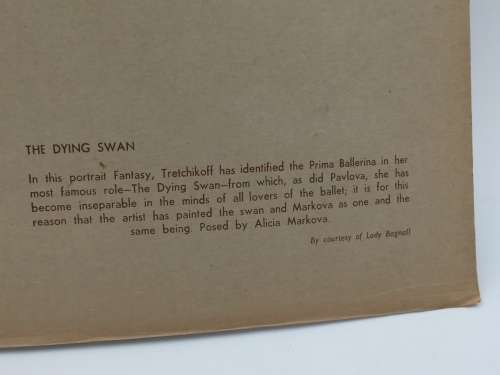 THE DYING SWAN
In this portrait Fantasy, Tretchikoff has identified the Prima Ballerina in her
most famous role—The Dying Swan—from which, as did Pavlova, she has
become inseparable in the minds of all lovers of the ballet; it is for this
reason that the artist has painted the swan and Markova as one and the
same being. Posed by Alicia Markova.
By courtesy of Lady Bagnall